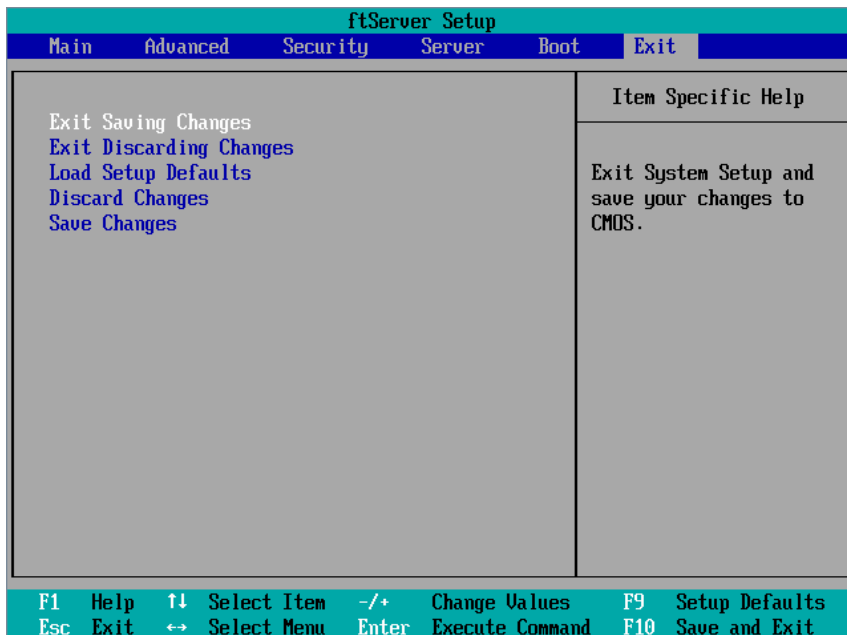 ftServer Setup
Main Advanced Security Server Boot Exit
Item Specific Help
Exit Saving Changes
Exit Discarding Changes
Load Setup Defaults
Discard Changes
Save Changes
Exit System Setup and
save your changes to
CMOS.
F1 Help ↑↓ Select Item -/+ Change Values F9 Setup Defaults
Esc Exit ↔ Select Menu Enter Execute Command F10 Save and Exit